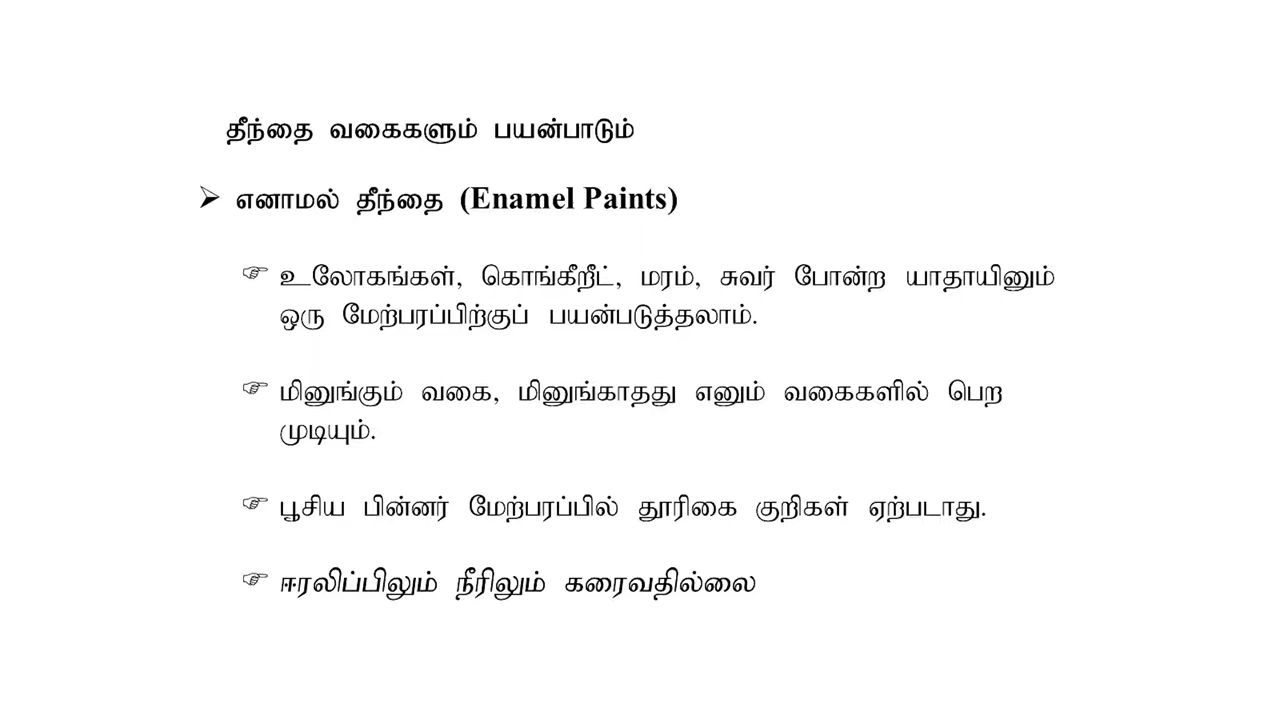 தீந்தை வகைகளும் பயன்பாடும்
➢ எனாமல் தீந்தை (Enamel Paints)
☞ உலோகங்கள், கொங்கீறீட், மரம், சுவர் போன்ற யாதாயினும்
ஒரு மேற்பரப்பிற்குப் பயன்படுத்தலாம்.
☞ மினுங்கும் வகை, மினுங்காதது எனும் வகைகளில் பெற
முடியும்.
☞ பூசிய பின்னர் மேற்பரப்பில் தூரிகை குறிகள் ஏற்படாது.
☞ ஈரலிப்பிலும் நீரிலும் கரைவதில்லை